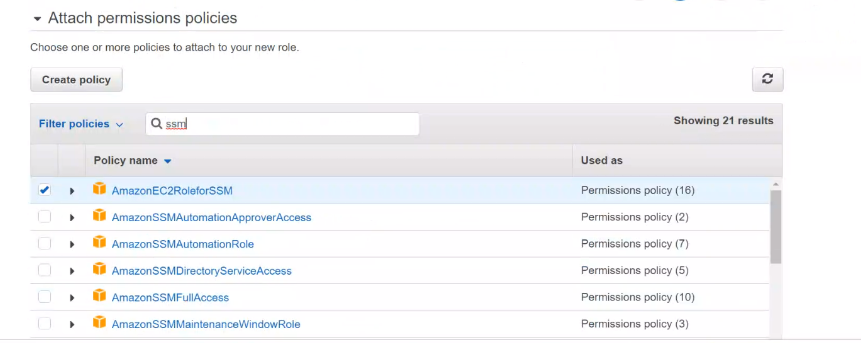 Attach permissions policies
Choose one or more policies to attach to your new role.
Create policy
Filter policies ssm Showing 21 results
Policy name Used as
AmazonEC2RoleforSSM Permissions policy (16)
AmazonSSMAutomationApproverAccess Permissions policy (2)
AmazonSSMAutomationRole Permissions policy (7)
AmazonSSMDirectoryServiceAccess Permissions policy (5)
AmazonSSMFullAccess Permissions policy (10)
AmazonSSMMaintenanceWindowRole Permissions policy (3)